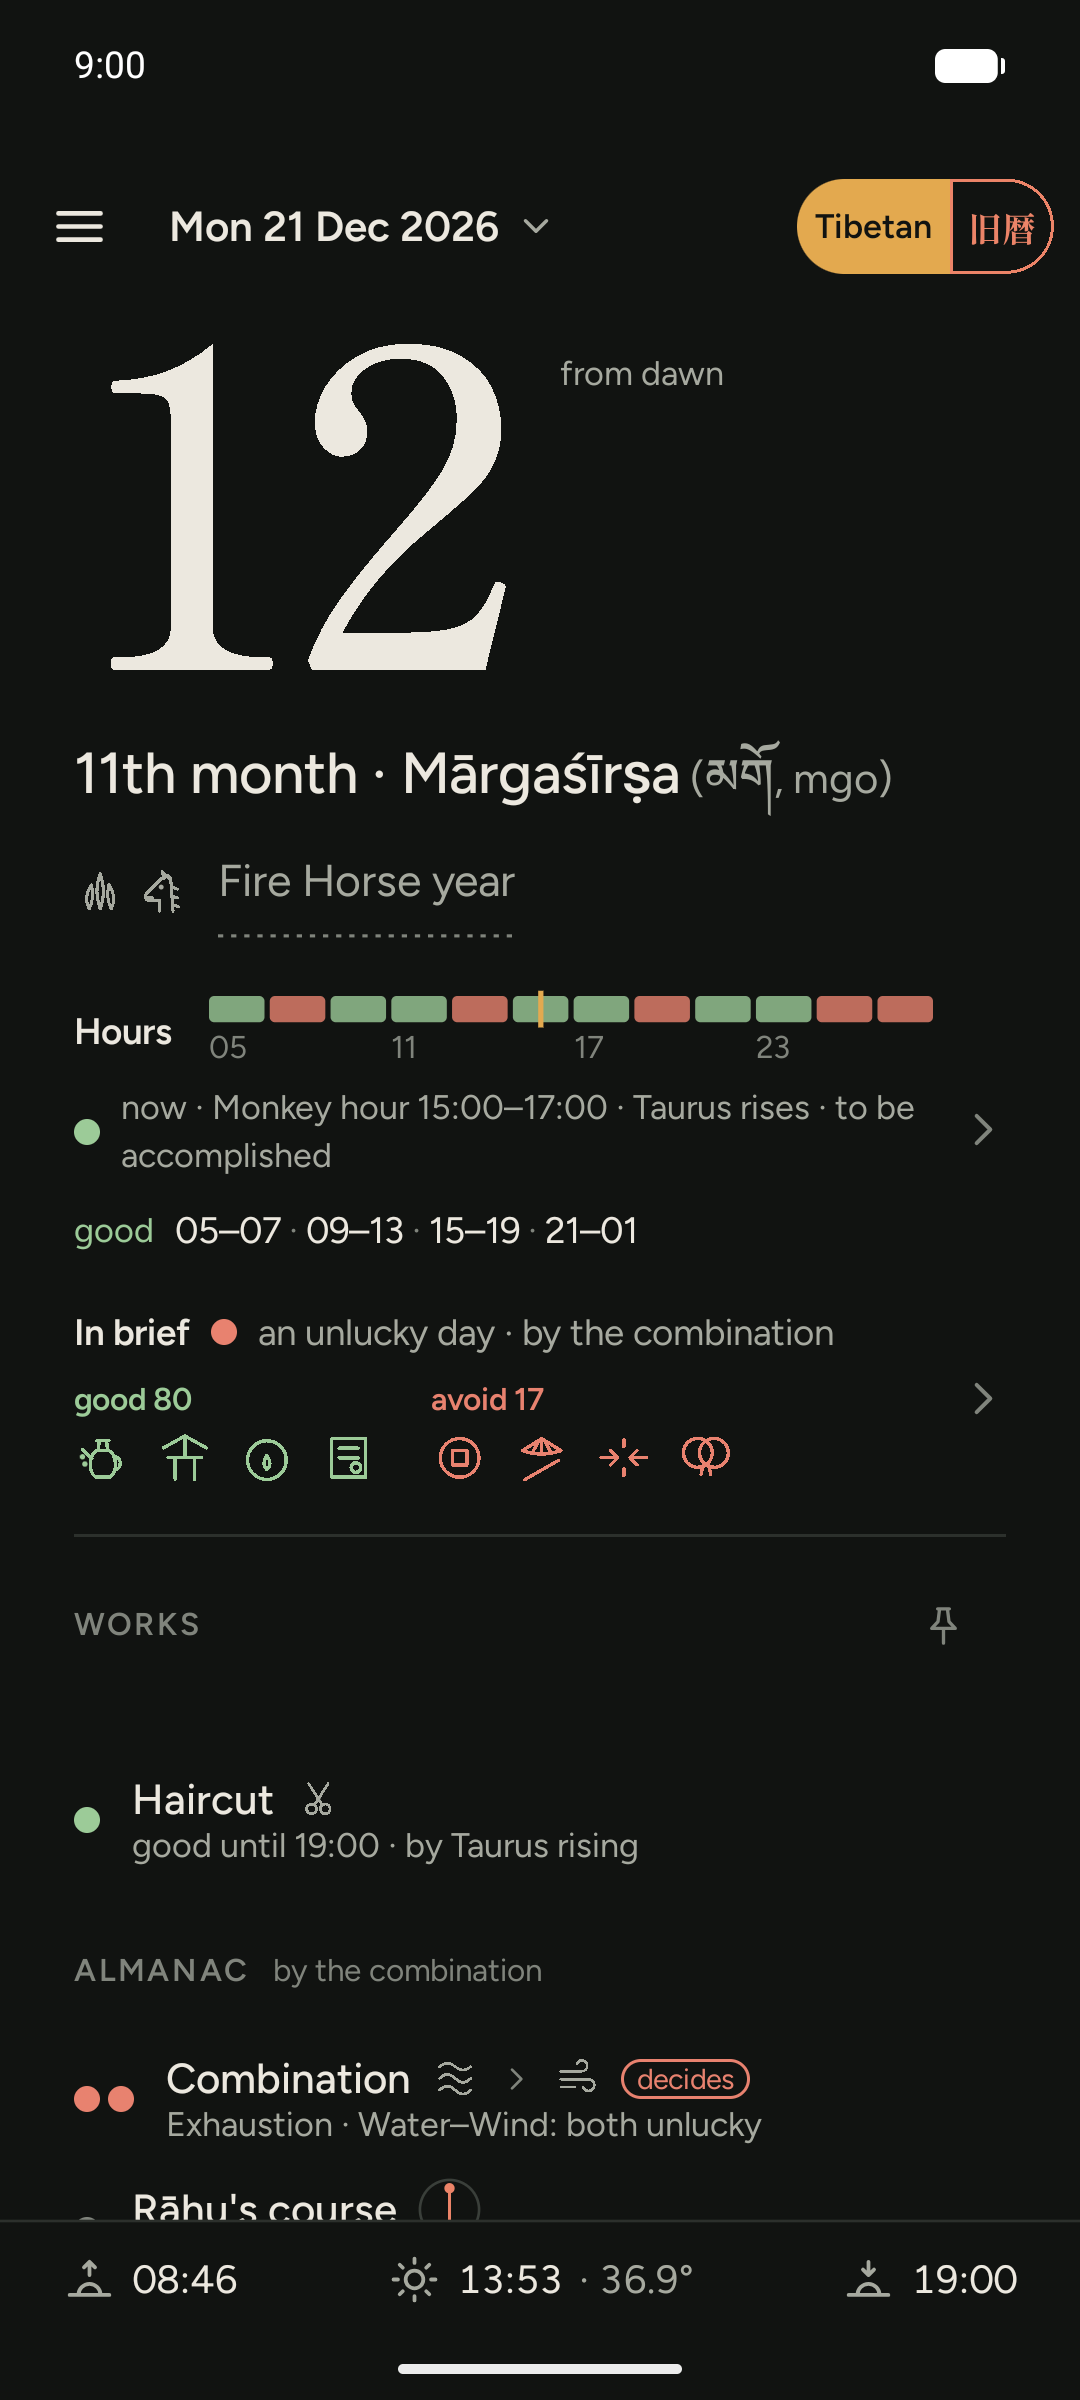 9:00
Mon 21 Dec 2026
Tibetan 旧暦
12 from dawn
11th month · Mārgaśīrṣa (མགོ, mgo)
Fire Horse year
Hours
05 11 17 23
now · Monkey hour 15:00–17:00 · Taurus rises · to be
accomplished
good 05–07 · 09–13 · 15–19 · 21–01
In brief an unlucky day · by the combination
good 80 avoid 17
WORKS
Haircut
good until 19:00 · by Taurus rising
ALMANAC by the combination
Combination decides
Exhaustion · Water–Wind: both unlucky
Rāhu's course
08:46 13:53 · 36.9° 19:00